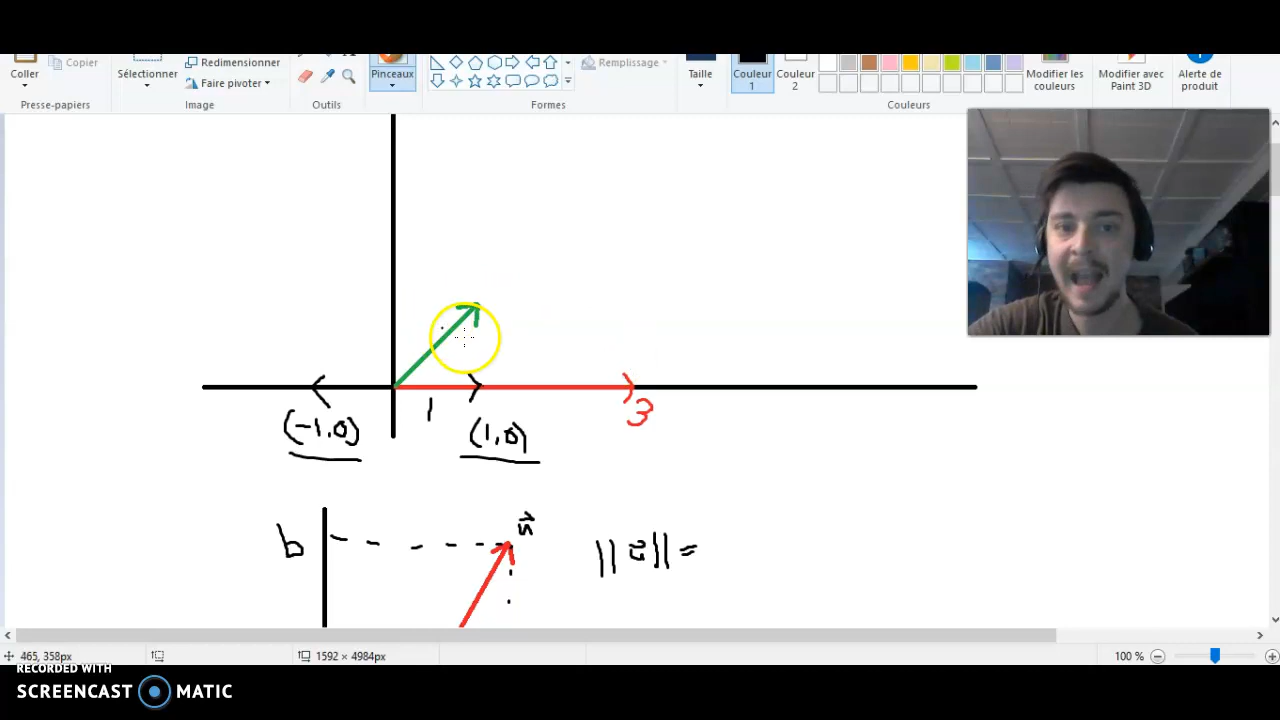 Coller
Copier
Presse-papiers
Sélectionner
Redimensionner
Faire pivoter
Image
Outils
Pinceaux
Formes
Remplissage
Taille
Couleur 1
Couleur 2
Couleurs
Modifier les couleurs
Modifier avec Paint 3D
Alerte de produit
1
3
(-1,0)
(1,0)
b
|| ||=
465, 358px
1592 × 4984px
100 %
RECORDED WITH
SCREENCAST MATIC